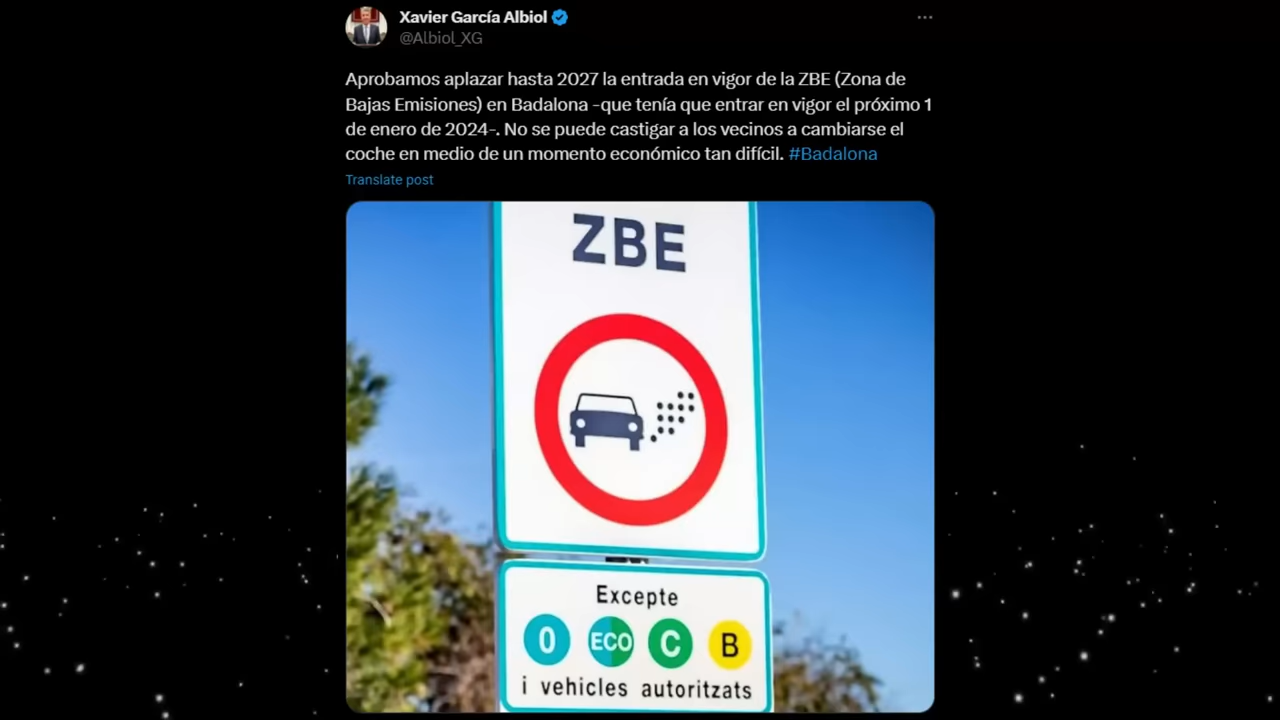 Xavier García Albiol
@Albiol_XG
Aprobamos aplazar hasta 2027 la entrada en vigor de la ZBE (Zona de
Bajas Emisiones) en Badalona -que tenía que entrar en vigor el próximo 1
de enero de 2024-. No se puede castigar a los vecinos a cambiarse el
coche en medio de un momento económico tan difícil. #Badalona
Translate post
ZBE
Excepte
0 ECO C B
i vehicles autoritzats